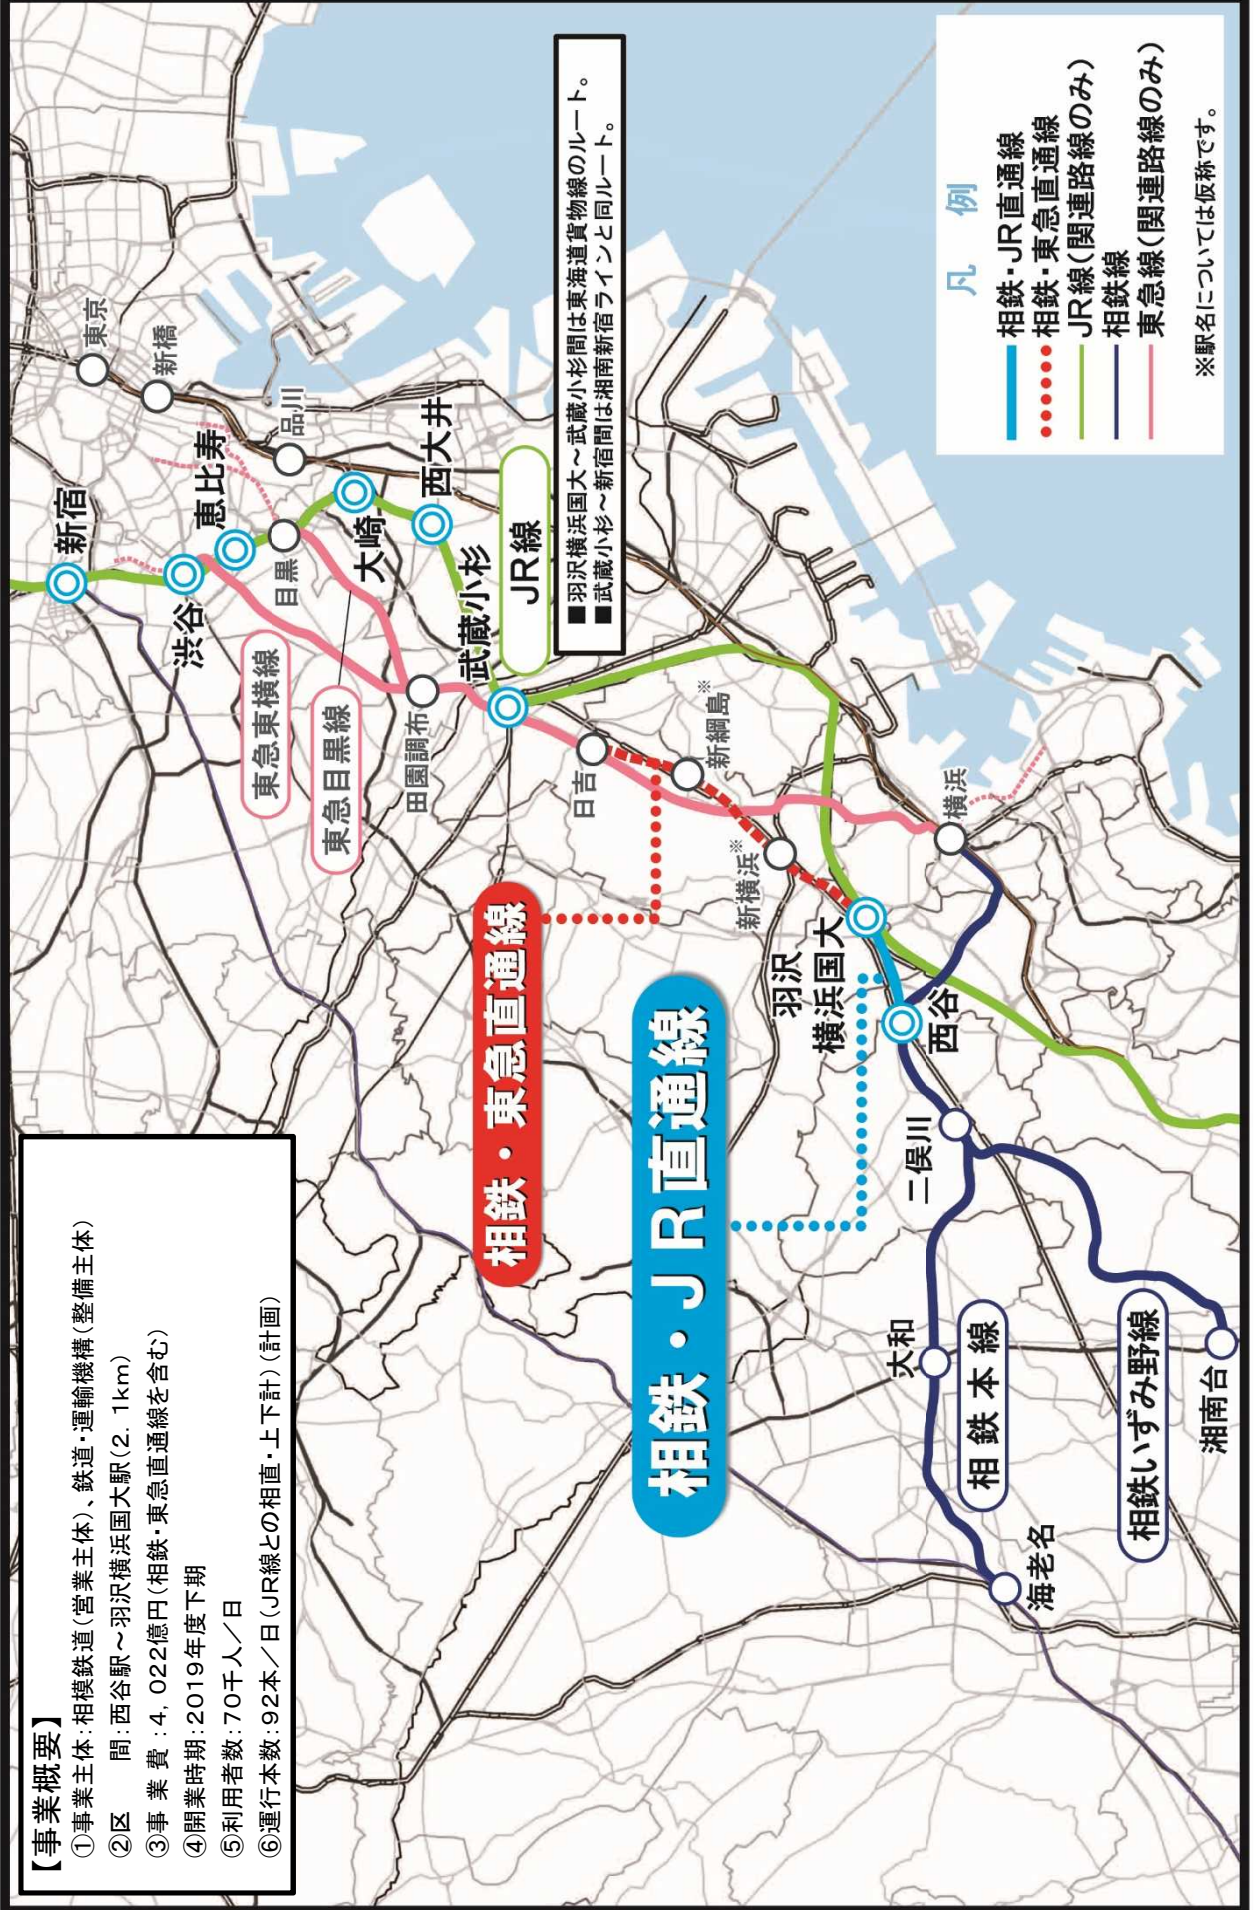 【事業概要】
①事業主体:相模鉄道(営業主体)、鉄道・運輸機構(整備主体)
②区　　間:西谷駅～羽沢横浜国大駅(2.1km)
③事 業 費:4,022億円(相鉄・東急直通線を含む)
④開業時期:2019年度下期
⑤利用者数:70千人／日
⑥運行本数:92本／日(JR線との相直・上下計)(計画)
新宿
東京
新橋
渋谷
恵比寿
品川
目黒
大崎
西大井
東急東横線
東急目黒線
田園調布
武蔵小杉
JR線
■羽沢横浜国大～武蔵小杉間は東海道貨物線のルート。
■武蔵小杉～新宿間は湘南新宿ラインと同ルート。
日吉
新綱島※
新横浜※
相鉄・東急直通線
相鉄・JR直通線
羽沢
横浜国大
西谷
横浜
二俣川
大和
相鉄本線
海老名
相鉄いずみ野線
湘南台
凡　例
相鉄・JR直通線
相鉄・東急直通線
JR線(関連路線のみ)
相鉄線
東急線(関連路線のみ)
※駅名については仮称です。